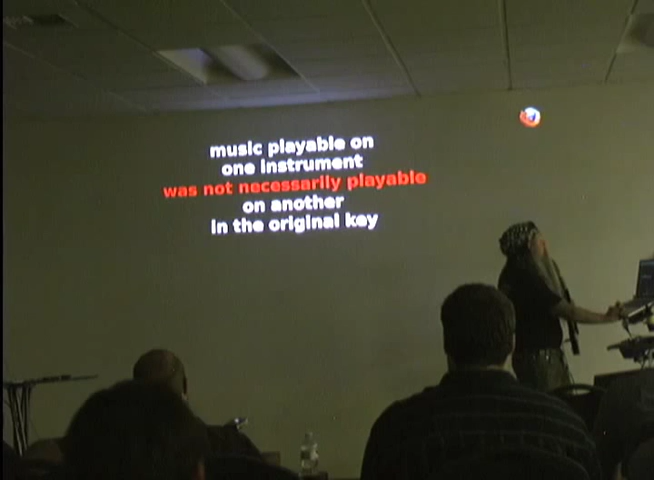 music playable on
one instrument
was not necessarily playable
on another
in the original key